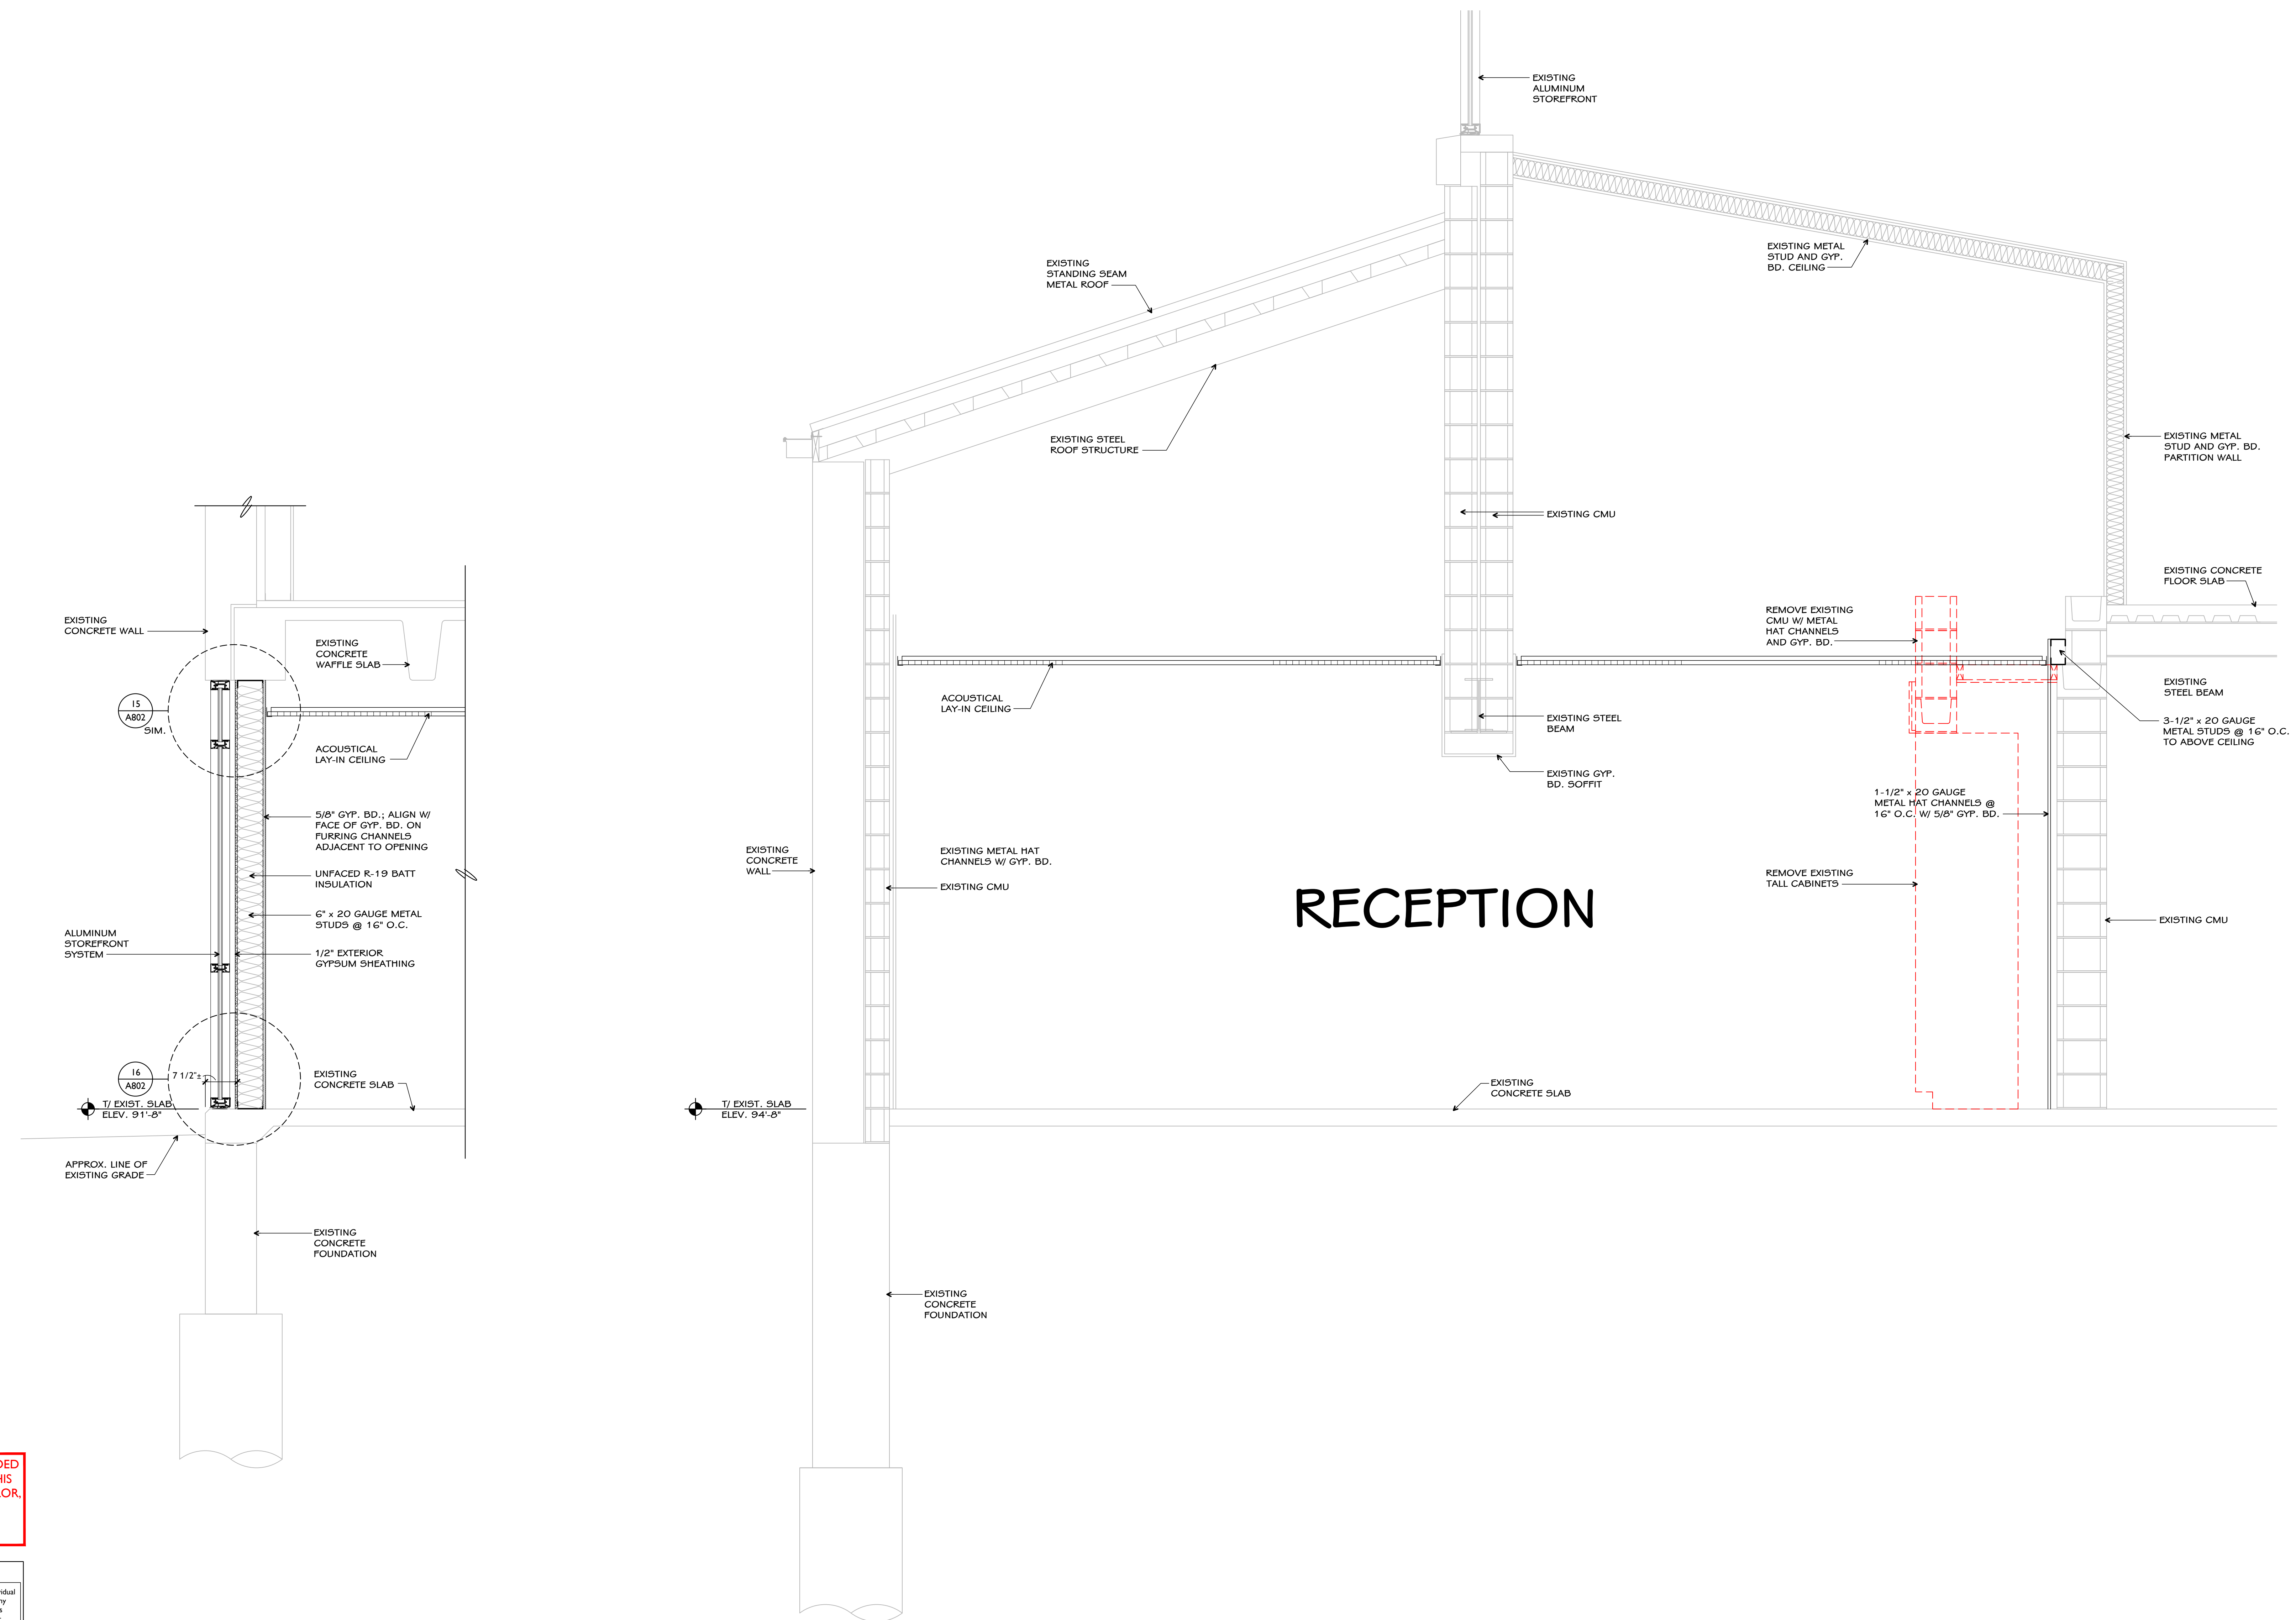 EXISTING
ALUMINUM
STOREFRONT
EXISTING
STANDING SEAM
METAL ROOF
EXISTING METAL
STUD AND GYP.
BD. CEILING
EXISTING STEEL
ROOF STRUCTURE
EXISTING METAL
STUD AND GYP. BD.
PARTITION WALL
EXISTING CMU
EXISTING CONCRETE
FLOOR SLAB
REMOVE EXISTING
CMU W/ METAL
HAT CHANNELS
AND GYP. BD.
EXISTING
CONCRETE WALL
EXISTING
CONCRETE
WAFFLE SLAB
15
A802
SIM.
ACOUSTICAL
LAY-IN CEILING
ACOUSTICAL
LAY-IN CEILING
EXISTING STEEL
BEAM
EXISTING GYP.
BD. SOFFIT
EXISTING
STEEL BEAM
3-1/2" x 20 GAUGE
METAL STUDS @ 16" O.C.
TO ABOVE CEILING
1-1/2" x 20 GAUGE
METAL HAT CHANNELS @
16" O.C. W/ 5/8" GYP. BD.
5/8" GYP. BD.; ALIGN W/
FACE OF GYP. BD. ON
FURRING CHANNELS
ADJACENT TO OPENING
UNFACED R-19 BATT
INSULATION
6" x 20 GAUGE METAL
STUDS @ 16" O.C.
ALUMINUM
STOREFRONT
SYSTEM
1/2" EXTERIOR
GYPSUM SHEATHING
EXISTING
CONCRETE
WALL
EXISTING METAL HAT
CHANNELS W/ GYP. BD.
EXISTING CMU
RECEPTION
REMOVE EXISTING
TALL CABINETS
EXISTING CMU
16
A802
7 1/2"±
EXISTING
CONCRETE SLAB
T/ EXIST. SLAB
ELEV. 91'-8"
T/ EXIST. SLAB
ELEV. 94'-8"
EXISTING
CONCRETE SLAB
APPROX. LINE OF
EXISTING GRADE
EXISTING
CONCRETE
FOUNDATION
EXISTING
CONCRETE
FOUNDATION